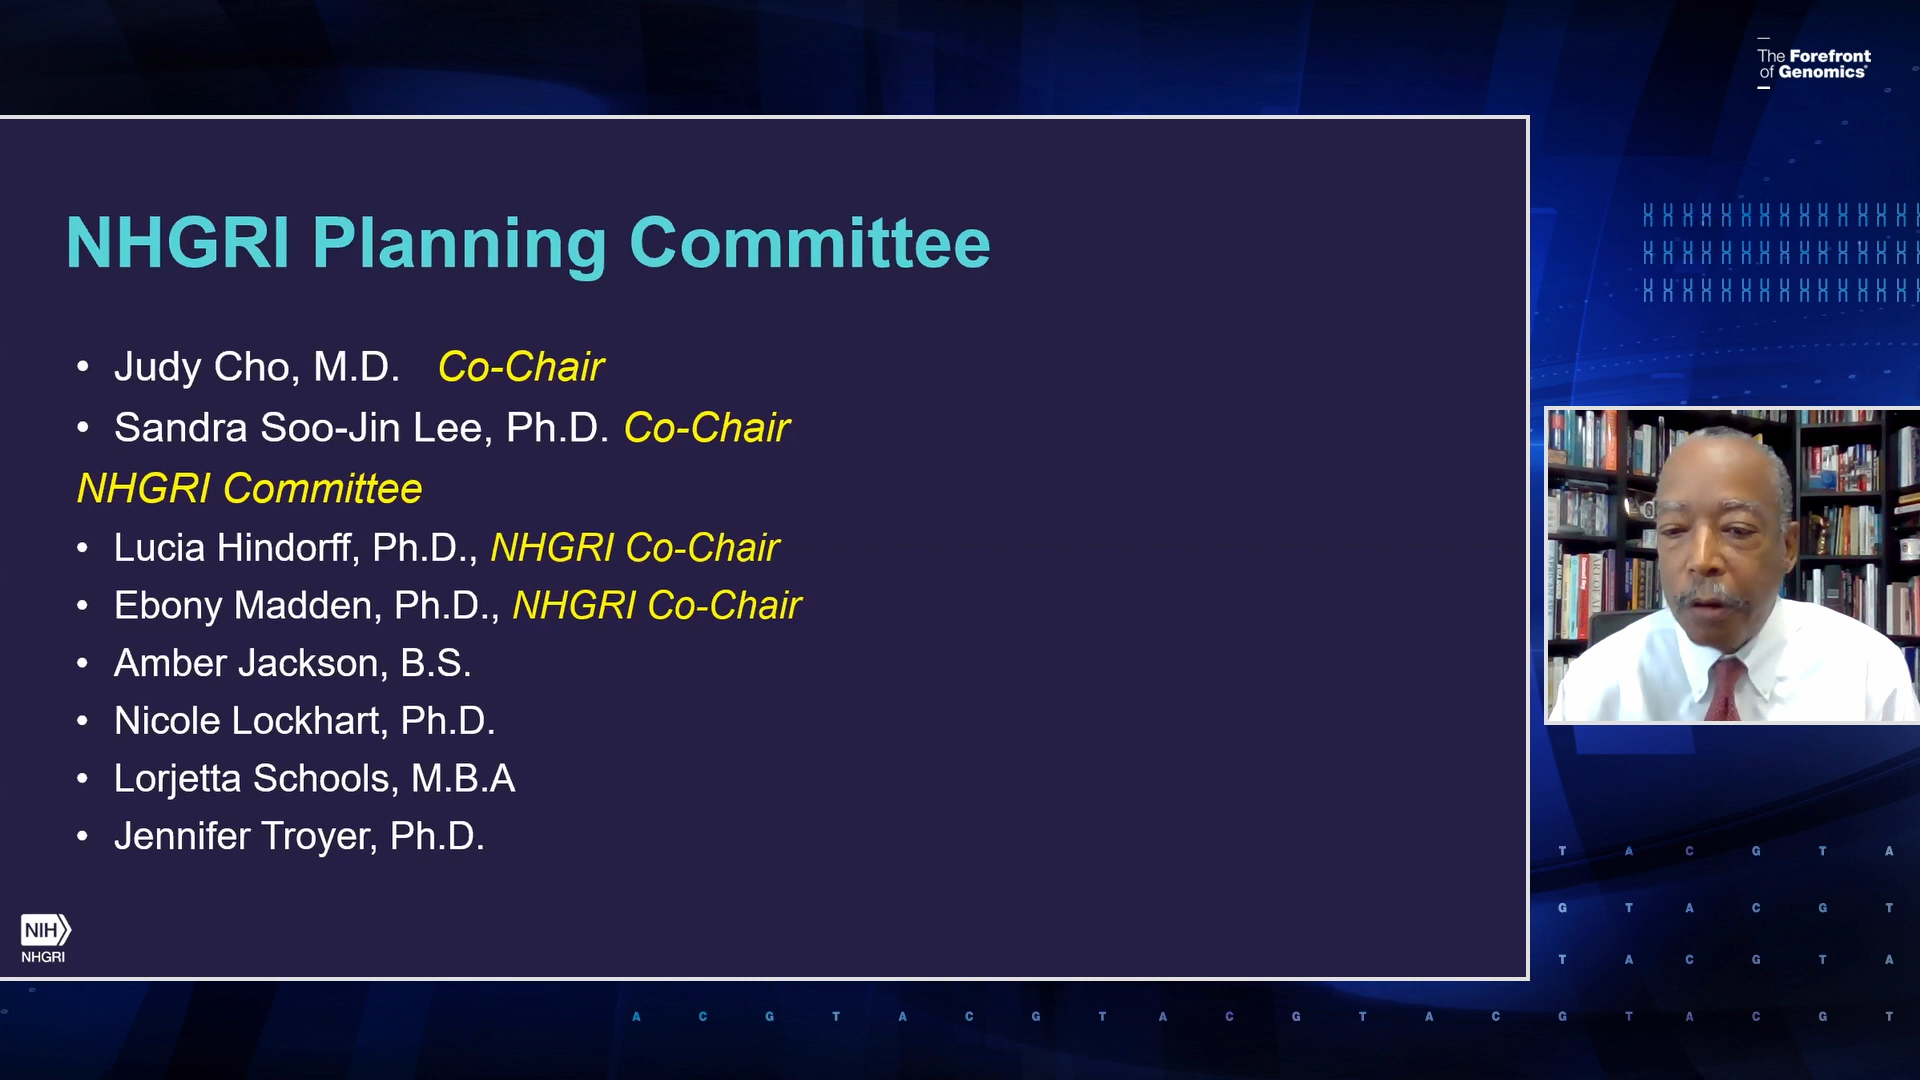 The Forefront
of Genomics®
NHGRI Planning Committee
• Judy Cho, M.D. Co-Chair
• Sandra Soo-Jin Lee, Ph.D. Co-Chair
NHGRI Committee
• Lucia Hindorff, Ph.D., NHGRI Co-Chair
• Ebony Madden, Ph.D., NHGRI Co-Chair
• Amber Jackson, B.S.
• Nicole Lockhart, Ph.D.
• Lorjetta Schools, M.B.A
• Jennifer Troyer, Ph.D.
NIH
NHGRI
T A C G T A
G T A C G T
T A C G T A
A C G T A C G T A C G T A C G T A C G T